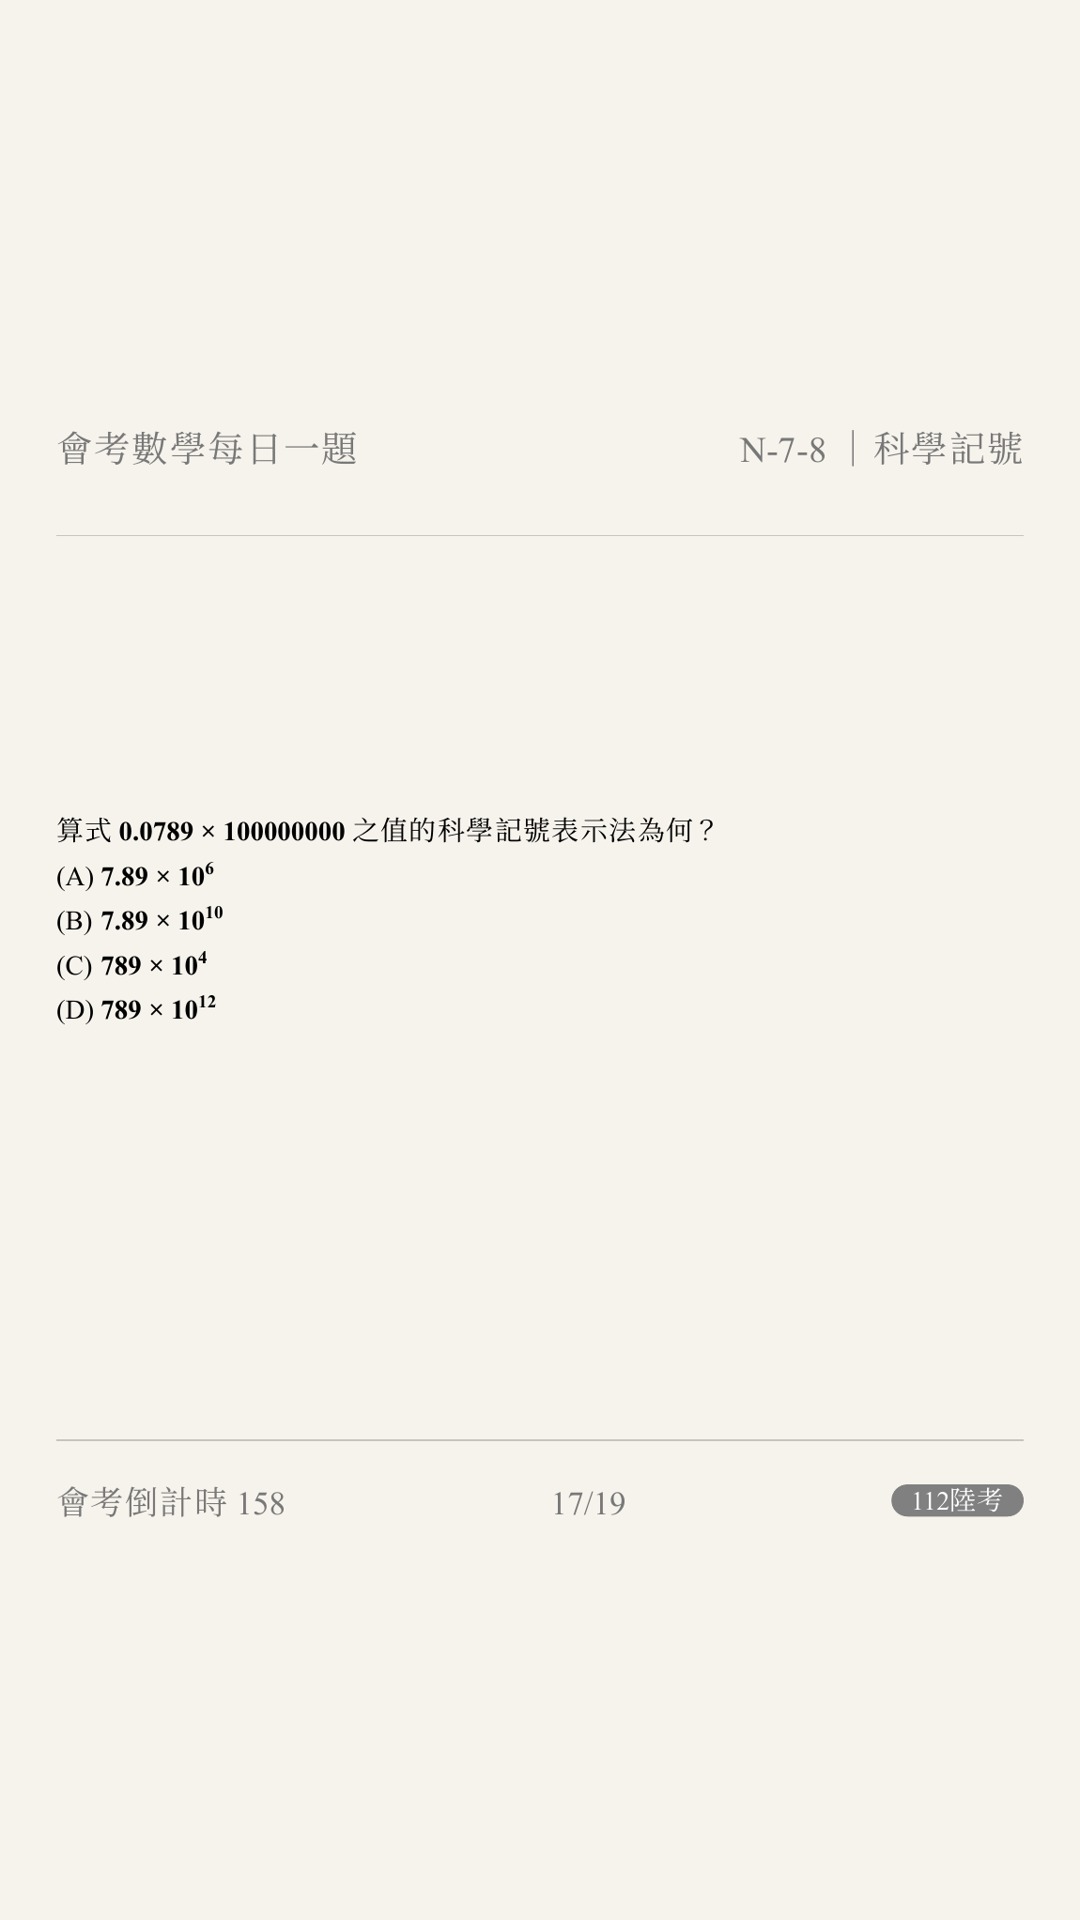 會考數學每日一題
N-7-8｜科學記號
算式 0.0789 × 100000000 之值的科學記號表示法為何？
(A) 7.89 × 10⁶
(B) 7.89 × 10¹⁰
(C) 789 × 10⁴
(D) 789 × 10¹²
會考倒計時 158
17/19
112陸考